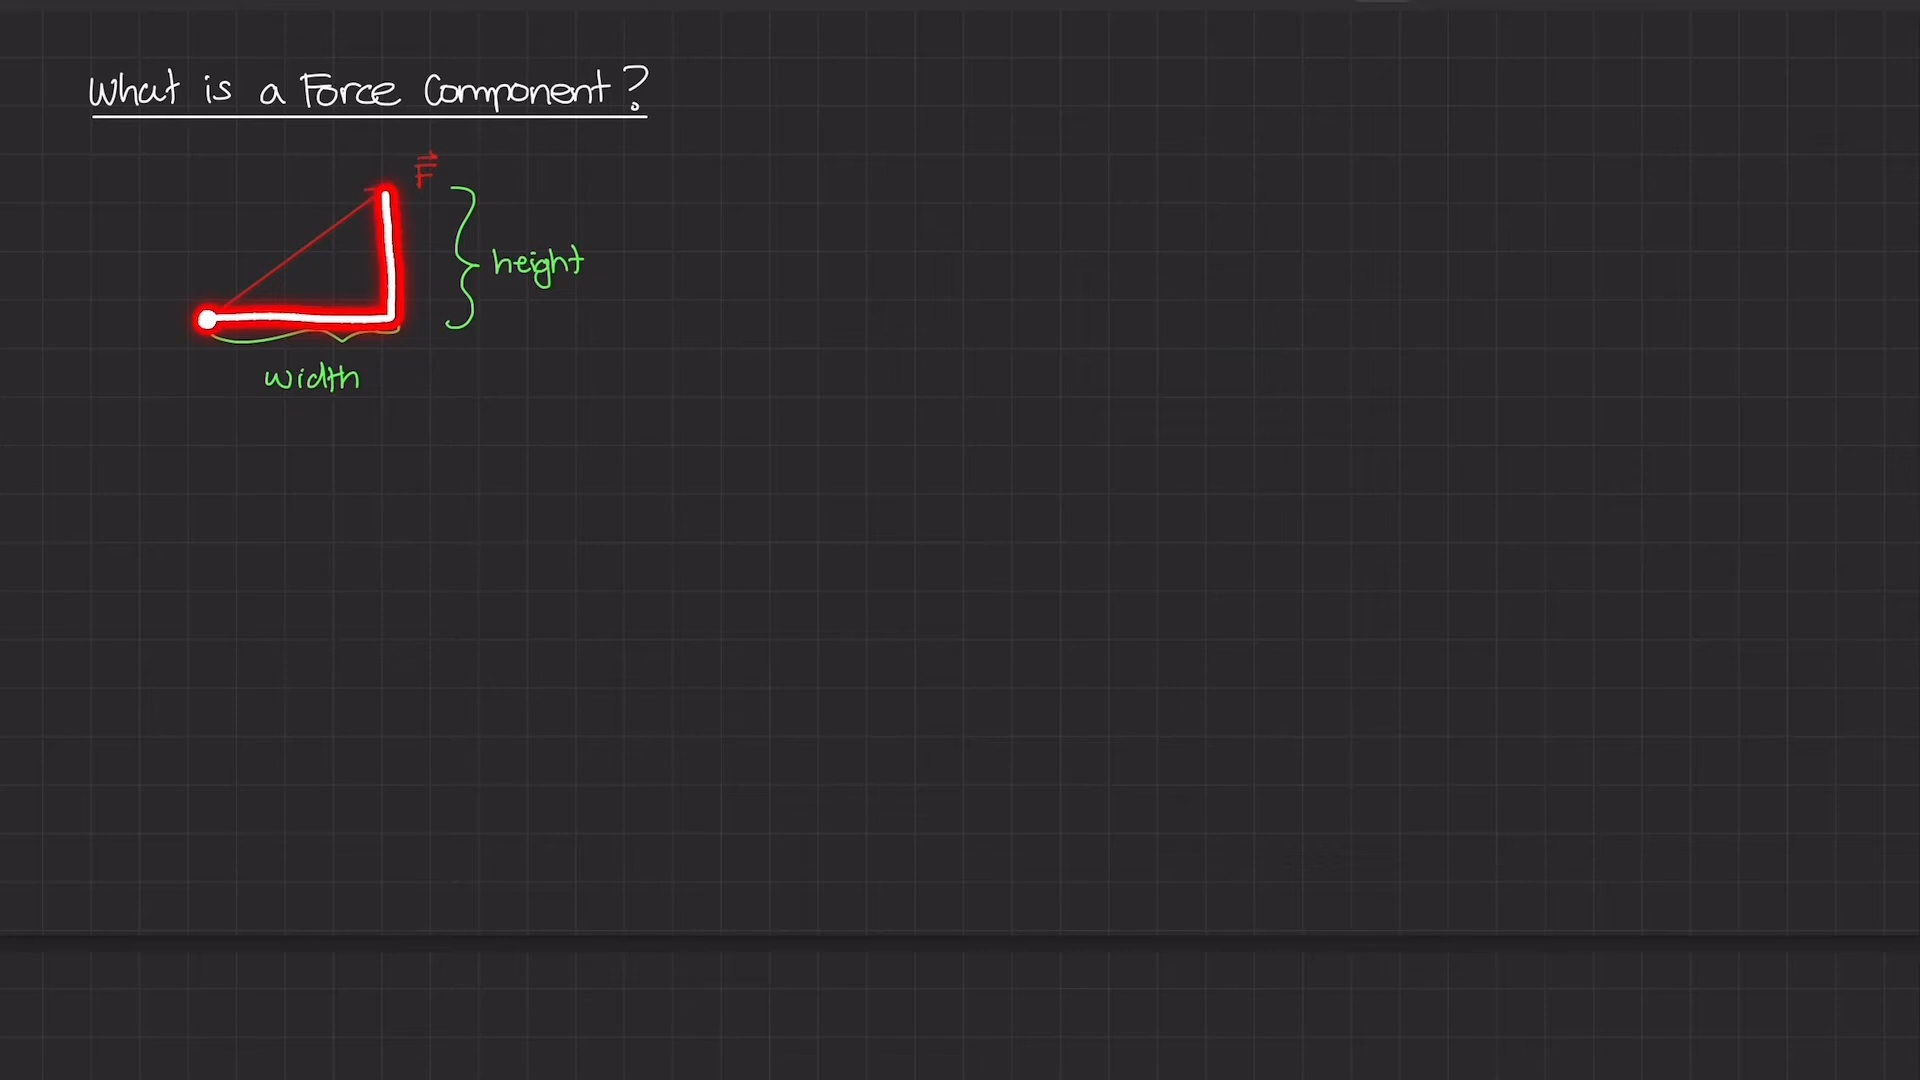 What is a Force Component?
F⃗
height
width